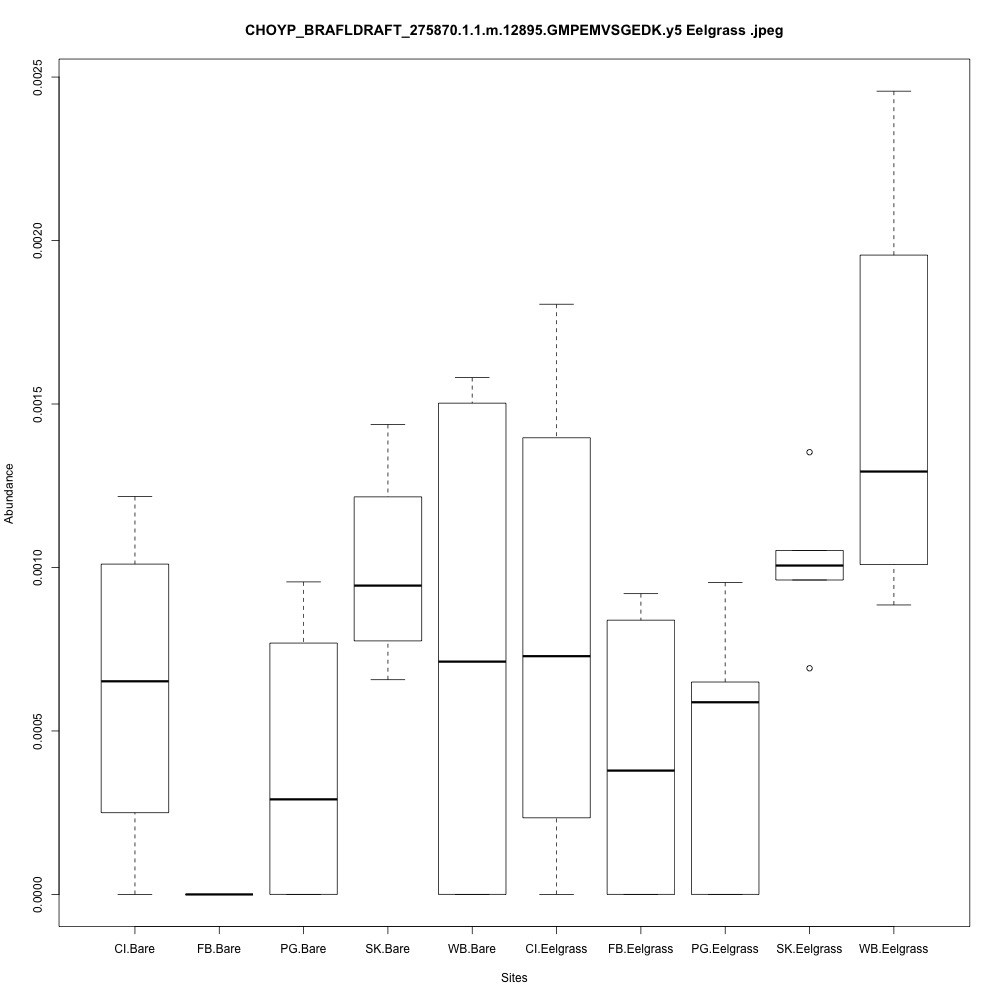 CHOYP_BRAFLDRAFT_275870.1.1.m.12895.GMPEMVSGEDK.y5 Eelgrass .jpeg
0.0025
0.0020
0.0015
0.0010
0.0005
0.0000
Abundance
CI.Bare FB.Bare PG.Bare SK.Bare WB.Bare CI.Eelgrass FB.Eelgrass PG.Eelgrass SK.Eelgrass WB.Eelgrass
Sites